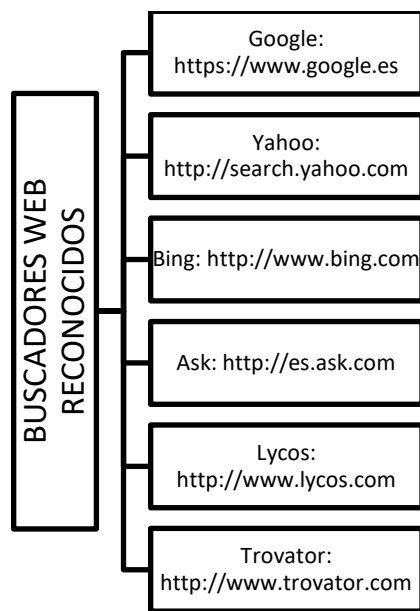 BUSCADORES WEB
RECONOCIDOS
Google:
https://www.google.es
Yahoo:
http://search.yahoo.com
Bing: http://www.bing.com
Ask: http://es.ask.com
Lycos:
http://www.lycos.com
Trovator:
http://www.trovator.com